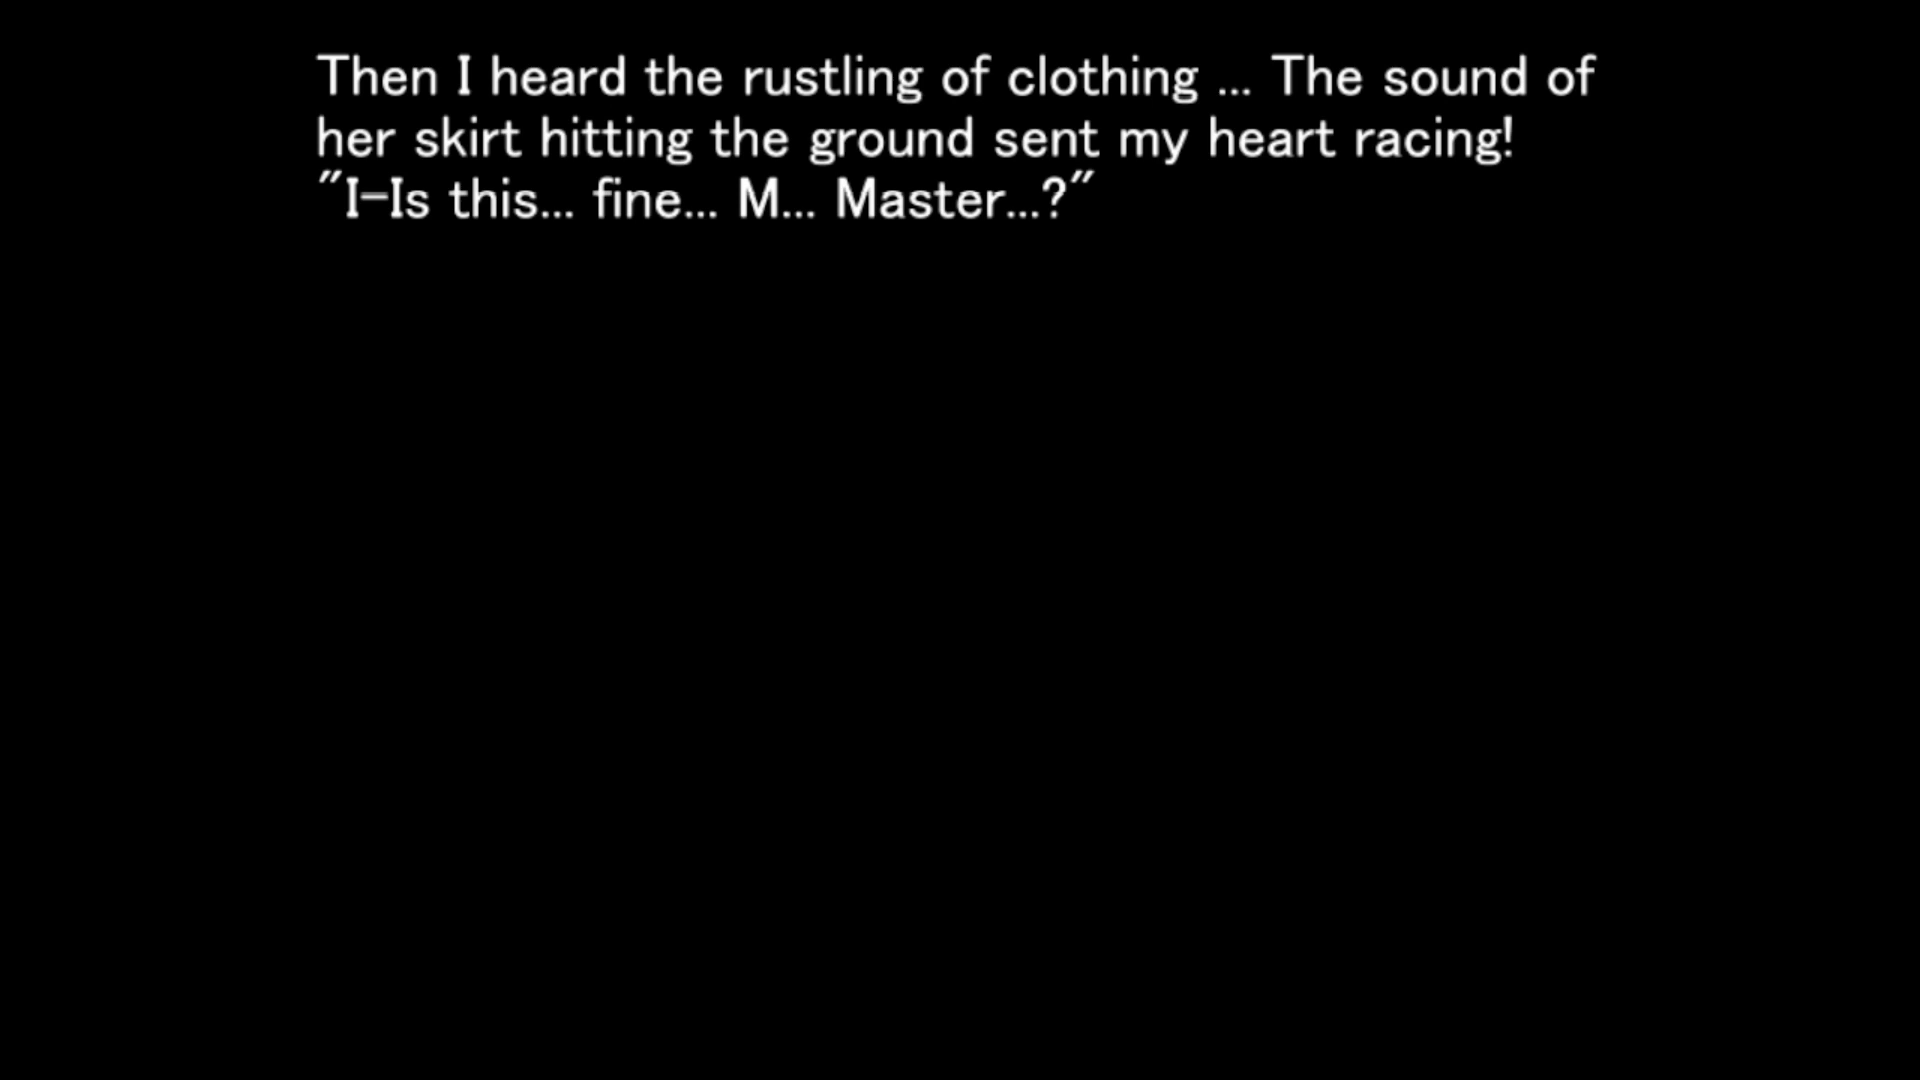 Then I heard the rustling of clothing ... The sound of
her skirt hitting the ground sent my heart racing!
"I-Is this... fine... M... Master...?"